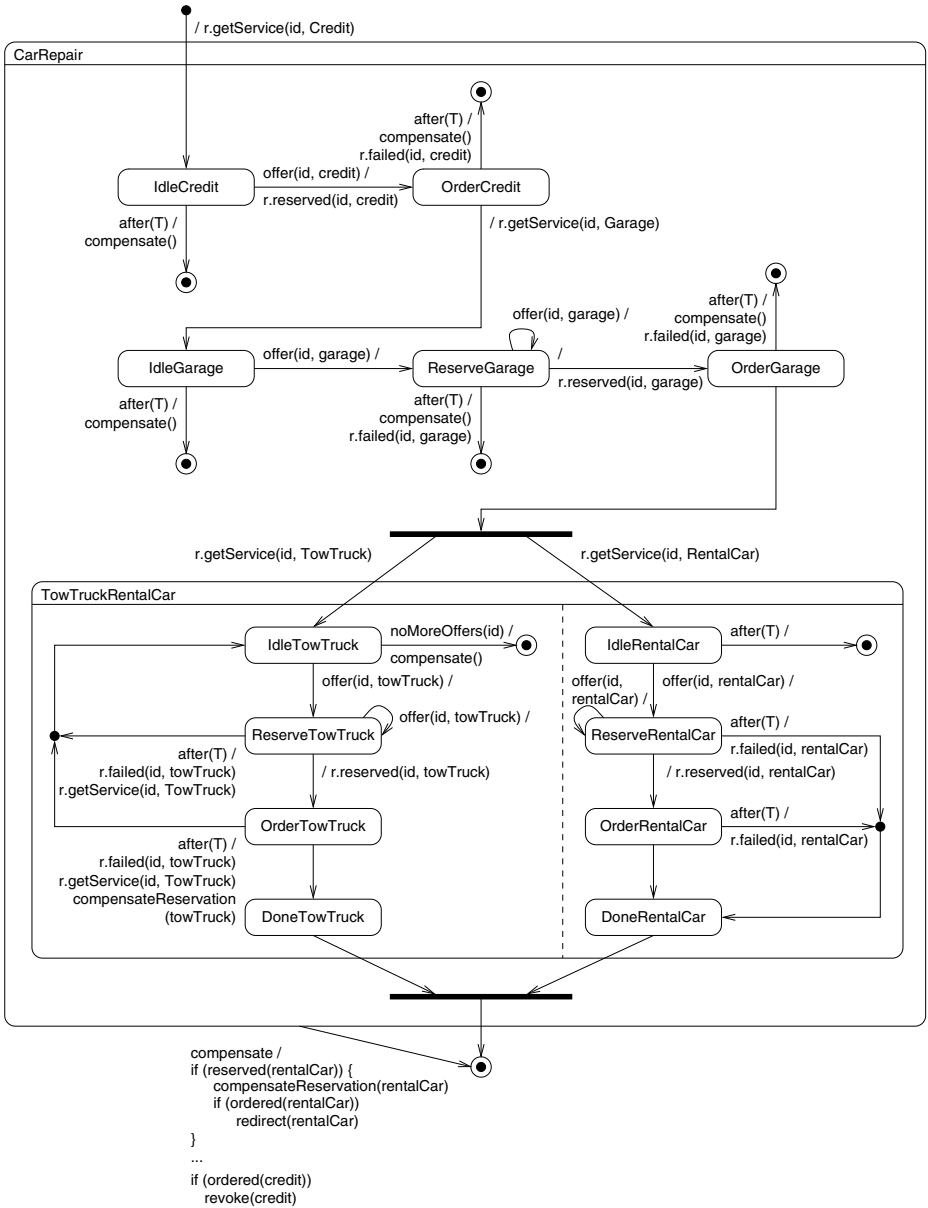 / r.getService(id, Credit)
CarRepair
after(T) /
compensate()
r.failed(id, credit)
IdleCredit
offer(id, credit) /
r.reserved(id, credit)
OrderCredit
after(T) /
compensate()
/ r.getService(id, Garage)
after(T) /
compensate()
r.failed(id, garage)
offer(id, garage) /
IdleGarage
offer(id, garage) /
ReserveGarage
/
r.reserved(id, garage)
OrderGarage
after(T) /
compensate()
after(T) /
compensate()
r.failed(id, garage)
r.getService(id, TowTruck)
r.getService(id, RentalCar)
TowTruckRentalCar
IdleTowTruck
noMoreOffers(id) /
compensate()
offer(id, towTruck) /
ReserveTowTruck
offer(id, towTruck) /
after(T) /
r.failed(id, towTruck)
r.getService(id, TowTruck)
/ r.reserved(id, towTruck)
OrderTowTruck
after(T) /
r.failed(id, towTruck)
r.getService(id, TowTruck)
compensateReservation
(towTruck)
DoneTowTruck
IdleRentalCar
after(T) /
offer(id,
rentalCar) /
offer(id, rentalCar) /
ReserveRentalCar
after(T) /
r.failed(id, rentalCar)
/ r.reserved(id, rentalCar)
OrderRentalCar
after(T) /
r.failed(id, rentalCar)
DoneRentalCar
compensate /
if (reserved(rentalCar)) {
compensateReservation(rentalCar)
if (ordered(rentalCar))
redirect(rentalCar)
}
...
if (ordered(credit))
revoke(credit)